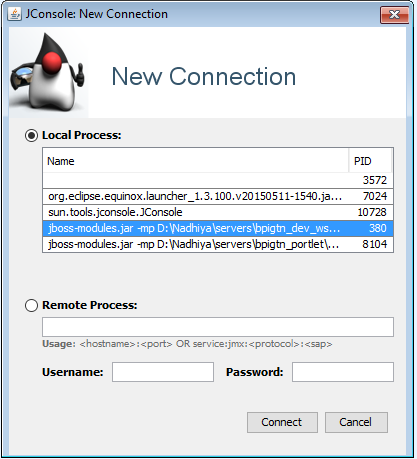 JConsole: New Connection
New Connection
Local Process:
Name PID
3572
org.eclipse.equinox.launcher_1.3.100.v20150511-1540.ja... 7024
sun.tools.jconsole.JConsole 10728
jboss-modules.jar -mp D:\Nadhiya\servers\bpigtn_dev_ws... 380
jboss-modules.jar -mp D:\Nadhiya\servers\bpigtn_portlet\... 8104
Remote Process:
Usage: <hostname>:<port> OR service:jmx:<protocol>:<sap>
Username: Password:
Connect Cancel